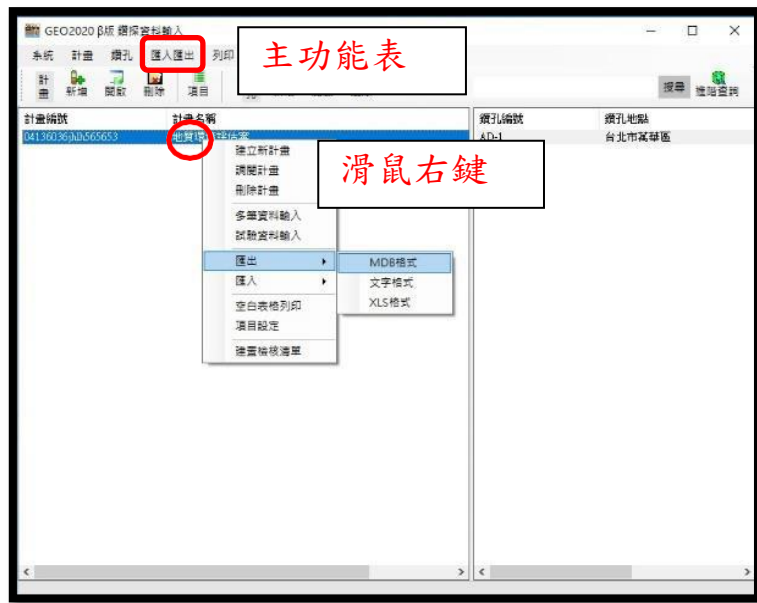 GEO2020 β版 鑽探資料輸入
系統 計畫 鑽孔 匯入匯出 列印
主功能表
計畫 新增 開啟 刪除 項目
搜尋 進階查詢
計畫編號 計畫名稱 鑽孔編號 鑽孔地點
地質 AD-1 台北市萬華區
建立新計畫
調閱計畫
刪除計畫
滑鼠右鍵
多筆資料輸入
試驗資料輸入
匯出 MDB格式
匯入 文字格式
空白表格列印 XLS格式
項目設定
建置檢核清單